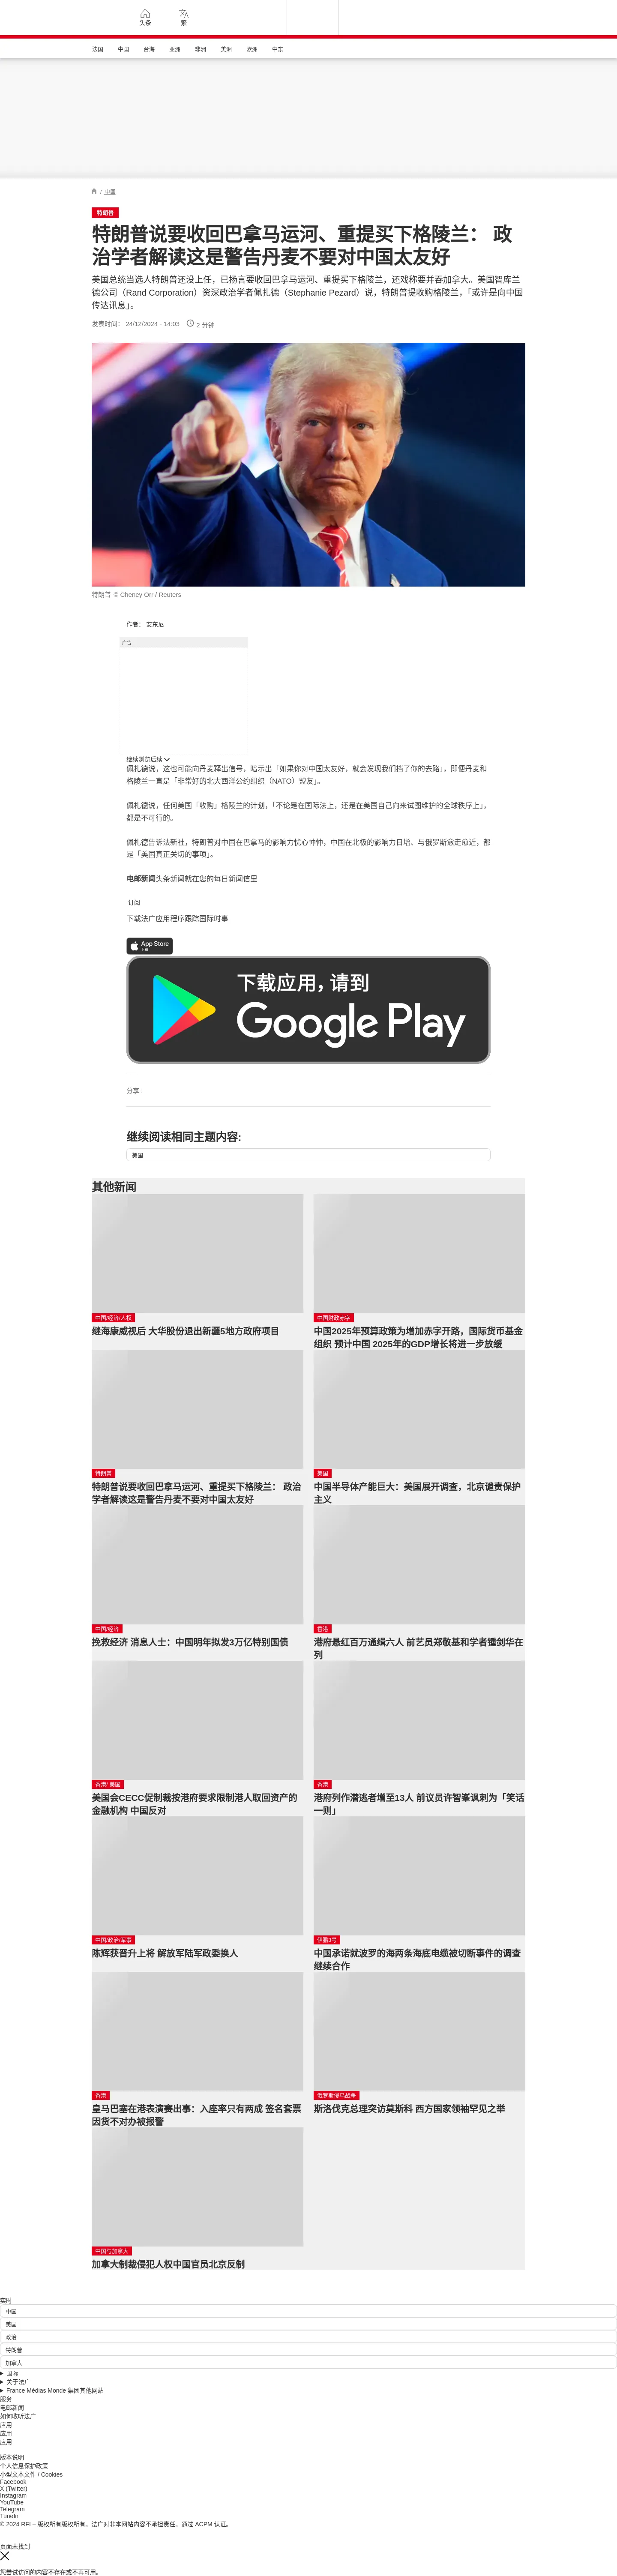 头条
繁
法国 中国 台海 亚洲 非洲 美洲 欧洲 中东
/ 中国
特朗普
特朗普说要收回巴拿马运河、重提买下格陵兰： 政
治学者解读这是警告丹麦不要对中国太友好
美国总统当选人特朗普还没上任，已扬言要收回巴拿马运河、重提买下格陵兰，还戏称要并吞加拿大。美国智库兰
德公司（Rand Corporation）资深政治学者佩扎德（Stephanie Pezard）说，特朗普提收购格陵兰，「或许是向中国
传达讯息」。
发表时间： 24/12/2024 - 14:03 2 分钟
特朗普 © Cheney Orr / Reuters
作者： 安东尼
广告
继续浏览后续
佩扎德说，这也可能向丹麦释出信号，暗示出「如果你对中国太友好，就会发现我们挡了你的去路」，即便丹麦和
格陵兰一直是「非常好的北大西洋公约组织（NATO）盟友」。
佩札德说，任何美国「收购」格陵兰的计划，「不论是在国际法上，还是在美国自己向来试图维护的全球秩序上」，
都是不可行的。
佩札德告诉法新社，特朗普对中国在巴拿马的影响力忧心忡忡，中国在北极的影响力日增、与俄罗斯愈走愈近，都
是「美国真正关切的事项」。
电邮新闻头条新闻就在您的每日新闻信里
订阅
下载法广应用程序跟踪国际时事
App Store
下载
下载应用，请到
Google Play
分享 :
继续阅读相同主题内容:
美国
其他新闻
中国/经济/人权
继海康威视后 大华股份退出新疆5地方政府项目
中国财政赤字
中国2025年预算政策为增加赤字开路，国际货币基金
组织 预计中国 2025年的GDP增长将进一步放缓
特朗普
特朗普说要收回巴拿马运河、重提买下格陵兰： 政治
学者解读这是警告丹麦不要对中国太友好
美国
中国半导体产能巨大：美国展开调查，北京谴责保护
主义
中国/经济
挽救经济 消息人士：中国明年拟发3万亿特别国债
香港
港府悬红百万通缉六人 前艺员郑敬基和学者锺剑华在
列
香港/ 美国
美国会CECC促制裁按港府要求限制港人取回资产的
金融机构 中国反对
香港
港府列作潜逃者增至13人 前议员许智峯讽刺为「笑话
一则」
中国/政治/军事
陈辉获晋升上将 解放军陆军政委换人
伊鹏3号
中国承诺就波罗的海两条海底电缆被切断事件的调查
继续合作
香港
皇马巴塞在港表演赛出事：入座率只有两成 签名套票
因货不对办被报警
俄罗斯侵乌战争
斯洛伐克总理突访莫斯科 西方国家领袖罕见之举
中国与加拿大
加拿大制裁侵犯人权中国官员北京反制
实时
中国
美国
政治
特朗普
加拿大
国际
关于法广
France Médias Monde 集团其他网站
服务
电邮新闻
如何收听法广
应用
应用
应用
版本说明
个人信息保护政策
小型文本文件 / Cookies
Facebook
X (Twitter)
Instagram
YouTube
Telegram
TuneIn
© 2024 RFI – 版权所有版权所有。法广对非本网站内容不承担责任。通过 ACPM 认证。
页面未找到
您尝试访问的内容不存在或不再可用。